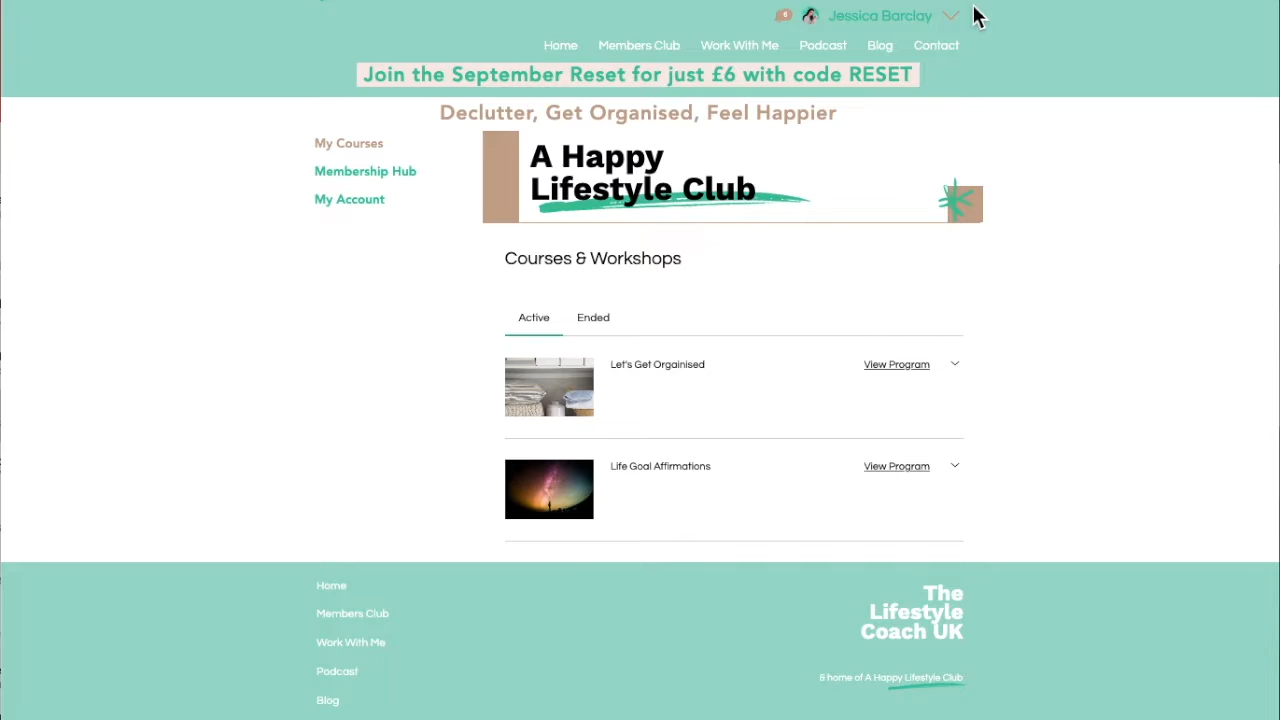 6 Jessica Barclay
Home Members Club Work With Me Podcast Blog Contact
Join the September Reset for just £6 with code RESET
Declutter, Get Organised, Feel Happier
My Courses
Membership Hub
My Account
A Happy
Lifestyle Club
Courses & Workshops
Active Ended
Let's Get Orgainised View Program
Life Goal Affirmations View Program
Home
Members Club
Work With Me
Podcast
Blog
The
Lifestyle
Coach UK
& home of A Happy Lifestyle Club